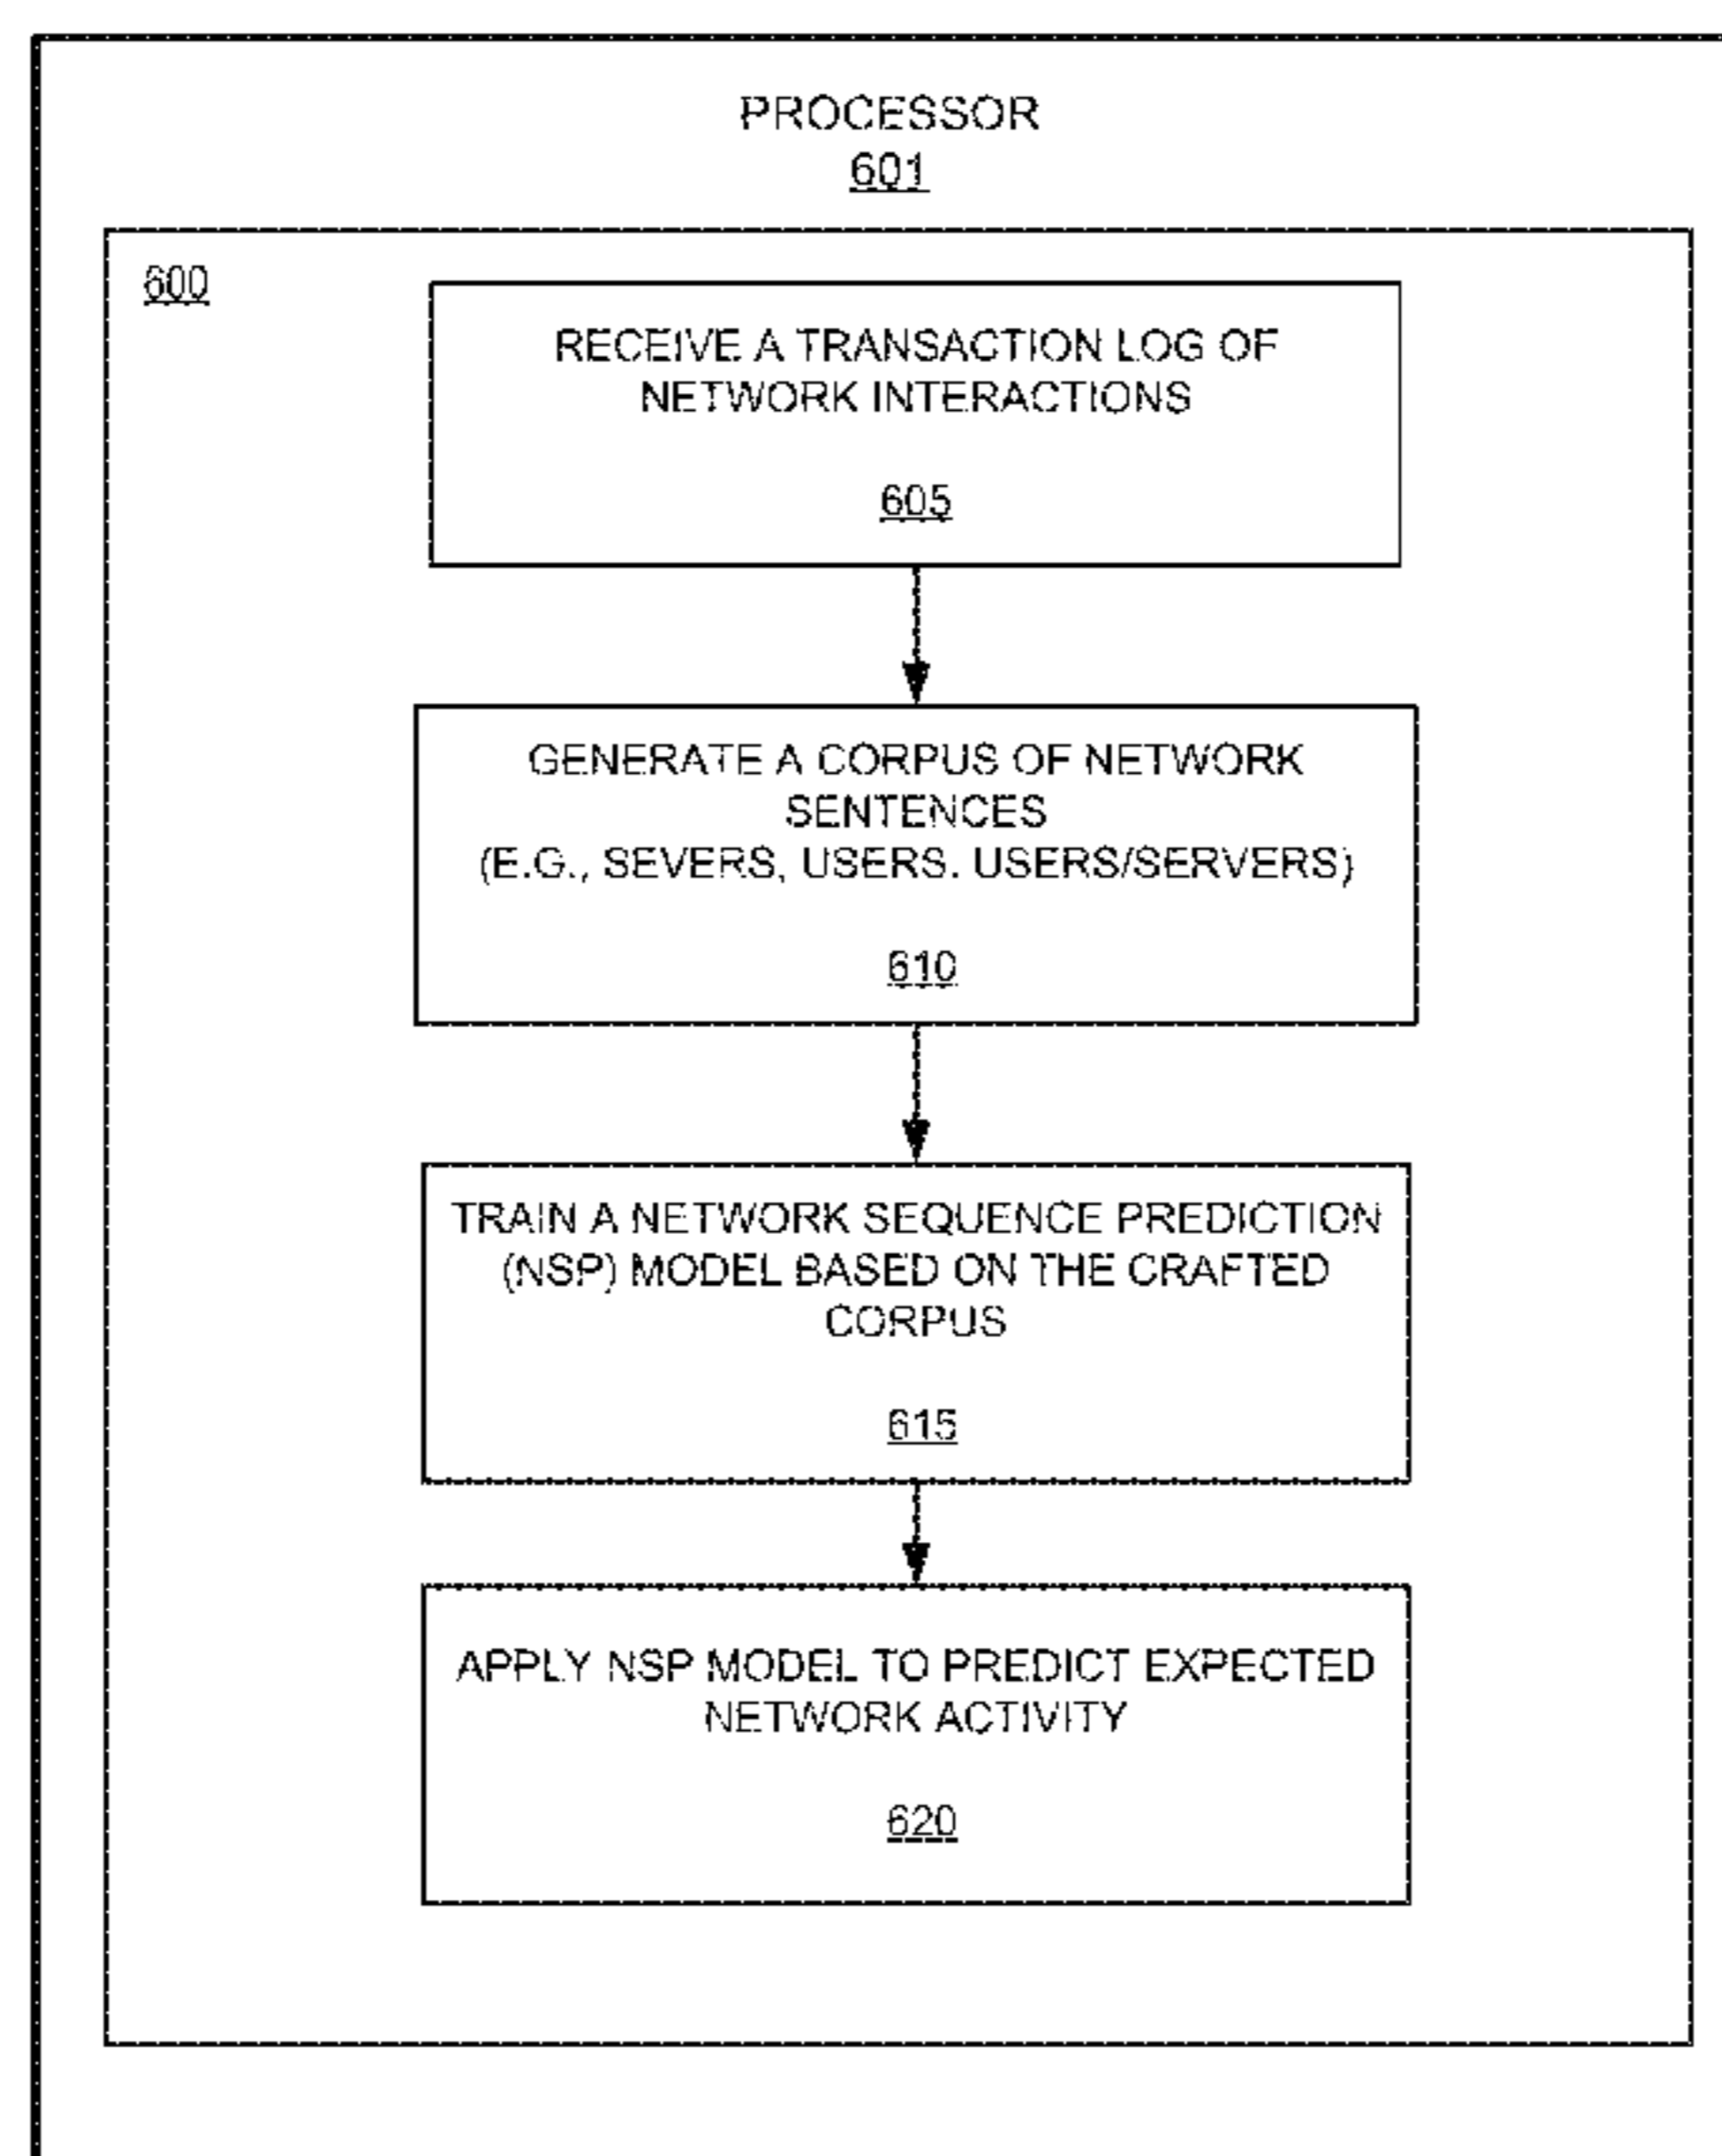 PROCESSOR
601
600
RECEIVE A TRANSACTION LOG OF
NETWORK INTERACTIONS
605
GENERATE A CORPUS OF NETWORK
SENTENCES
(E.G., SEVERS, USERS. USERS/SERVERS)
610
TRAIN A NETWORK SEQUENCE PREDICTION
(NSP) MODEL BASED ON THE CRAFTED
CORPUS
615
APPLY NSP MODEL TO PREDICT EXPECTED
NETWORK ACTIVITY
620